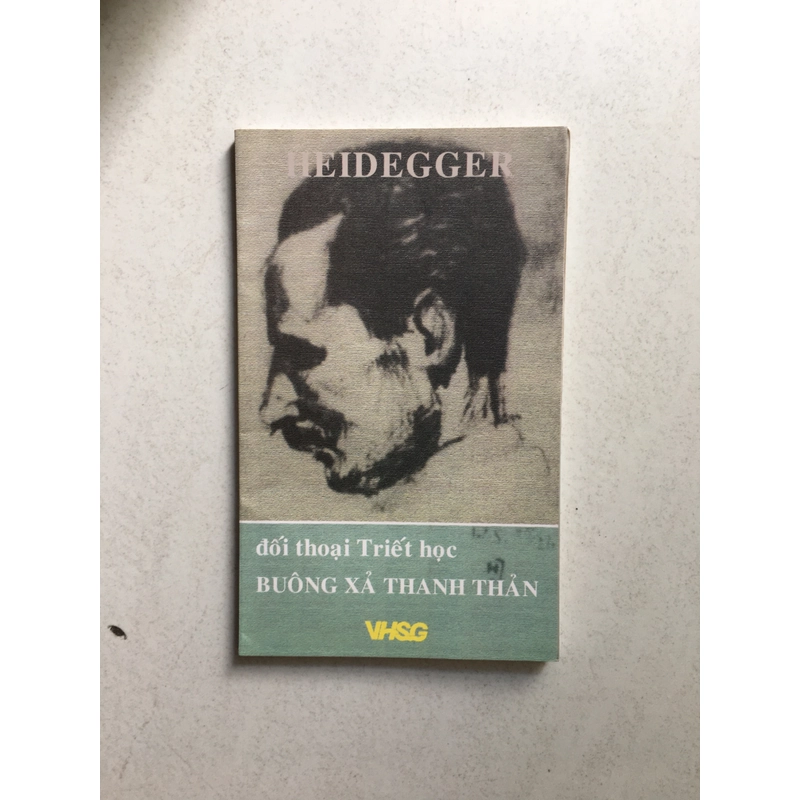 HEIDEGGER
đối thoại Triết học
BUÔNG XẢ THANH THẢN
VHSG